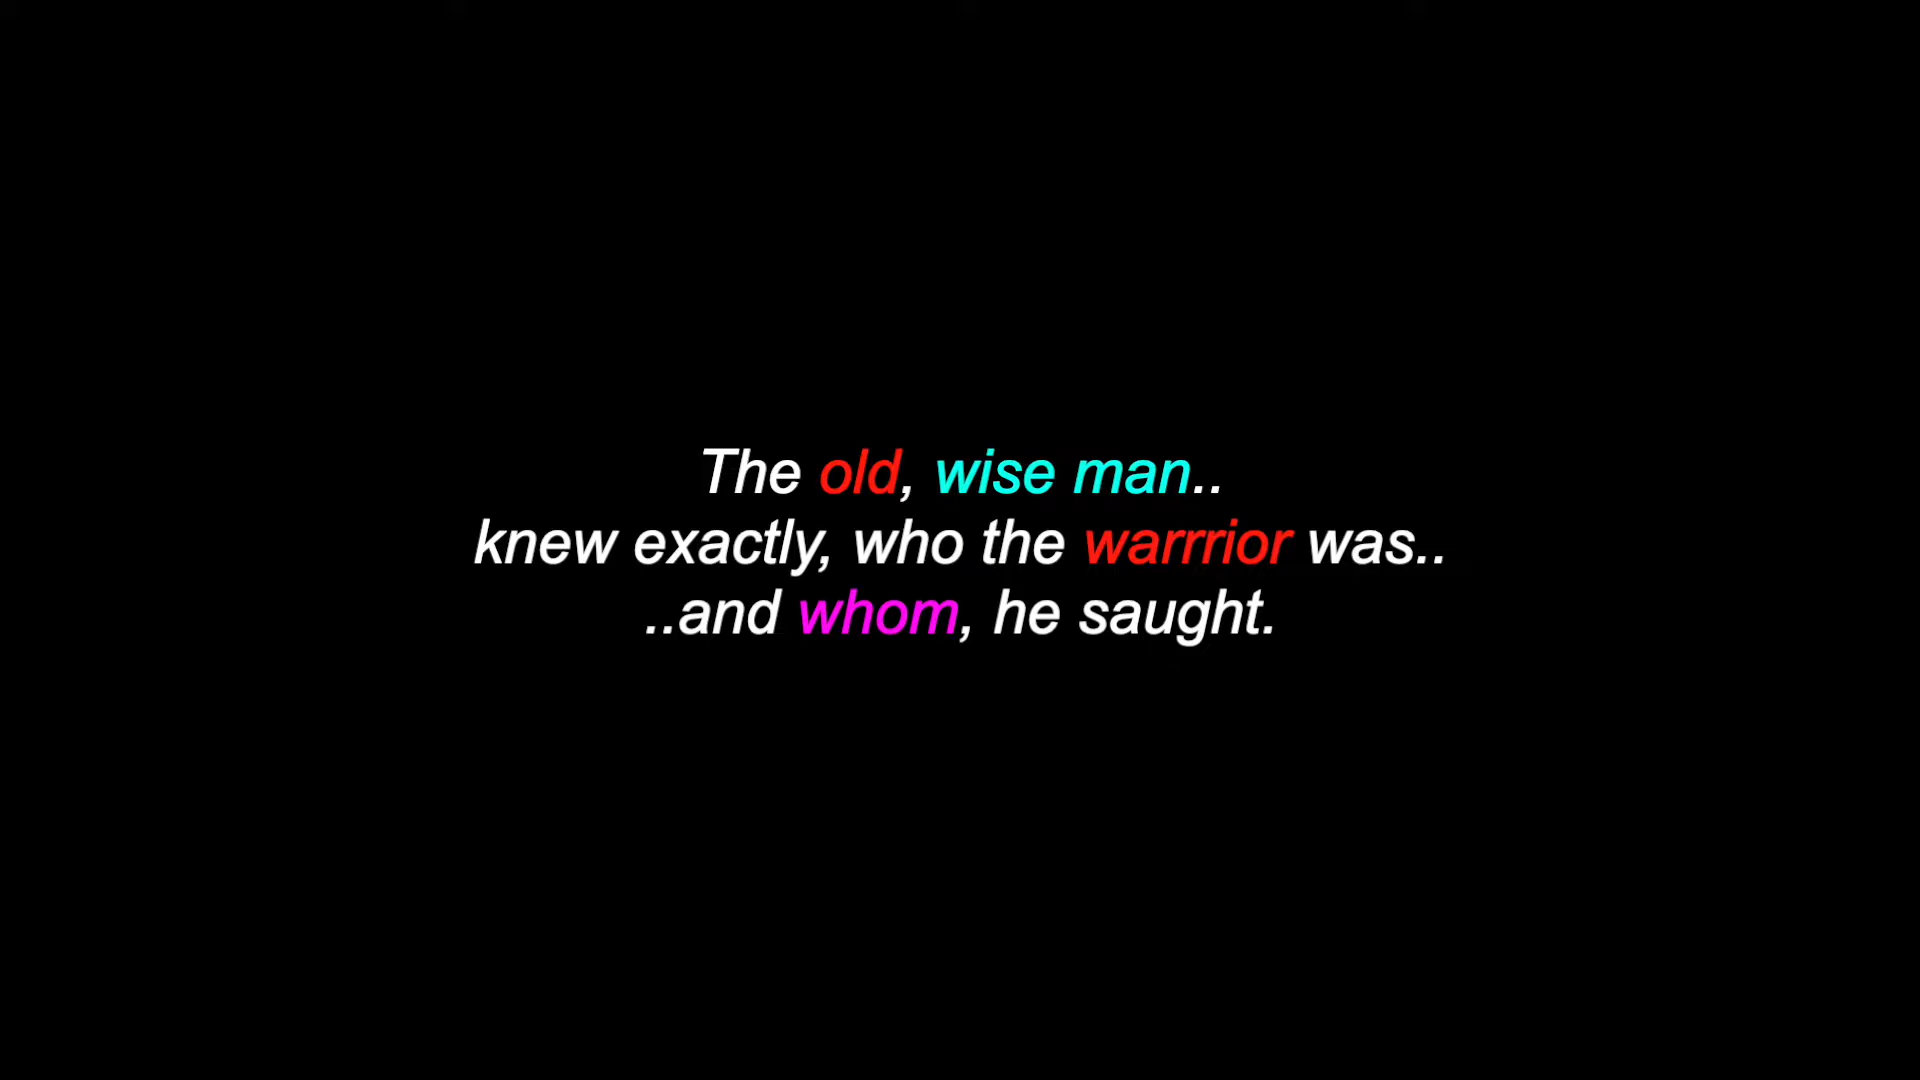 The old, wise man..
knew exactly, who the warrrior was..
..and whom, he saught.